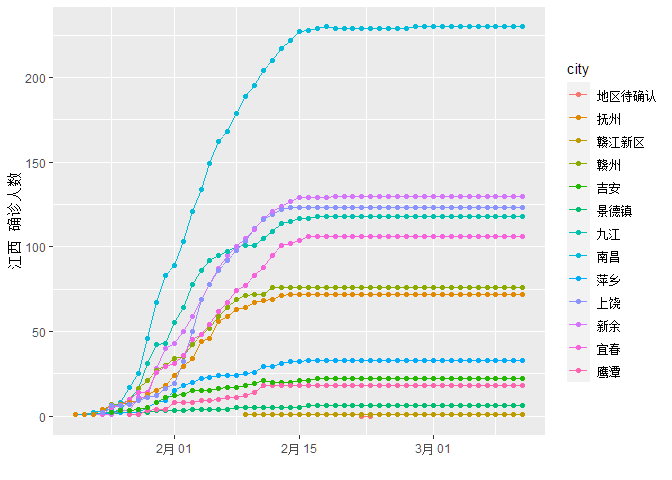 江西 确诊人数
200
150
100
50
0
2月 01
2月 15
3月 01
city
地区待确认
抚州
赣江新区
赣州
吉安
景德镇
九江
南昌
萍乡
上饶
新余
宜春
鹰潭